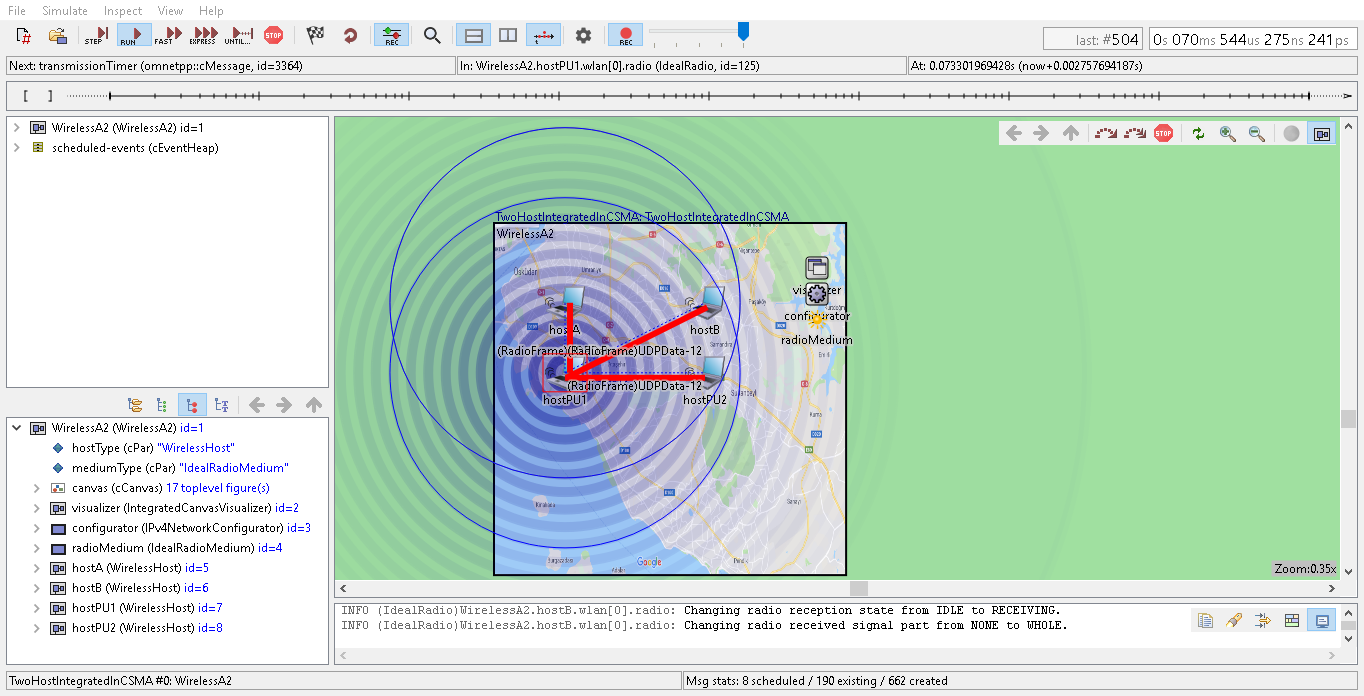 File Simulate Inspect View Help
STEP RUN FAST EXPRESS UNTIL... STOP REC REC
last: #504 0s 070ms 544us 275ns 241ps
Next: transmissionTimer (omnetpp::cMessage, id=3364) In: WirelessA2.hostPU1.wlan[0].radio (IdealRadio, id=125) At: 0.073301969428s (now+0.002757694187s)
[ ]
WirelessA2 (WirelessA2) id=1
scheduled-events (cEventHeap)
WirelessA2 (WirelessA2) id=1
hostType (cPar) "WirelessHost"
mediumType (cPar) "IdealRadioMedium"
canvas (cCanvas) 17 toplevel figure(s)
visualizer (IntegratedCanvasVisualizer) id=2
configurator (IPv4NetworkConfigurator) id=3
radioMedium (IdealRadioMedium) id=4
hostA (WirelessHost) id=5
hostB (WirelessHost) id=6
hostPU1 (WirelessHost) id=7
hostPU2 (WirelessHost) id=8
STOP
TwoHostIntegratedInCSMA: TwoHostIntegratedInCSMA
WirelessA2
Üsküdar
visualizer
configurator
radioMedium
hostA
hostB
(RadioFrame)(RadioFrame)UDPData-12
(RadioFrame)UDPData-12
hostPU1
hostPU2
Sultanbeyli
Pendik
Google
Zoom:0.35x
INFO (IdealRadio)WirelessA2.hostB.wlan[0].radio: Changing radio reception state from IDLE to RECEIVING.
INFO (IdealRadio)WirelessA2.hostB.wlan[0].radio: Changing radio received signal part from NONE to WHOLE.
TwoHostIntegratedInCSMA #0: WirelessA2
Msg stats: 8 scheduled / 190 existing / 662 created